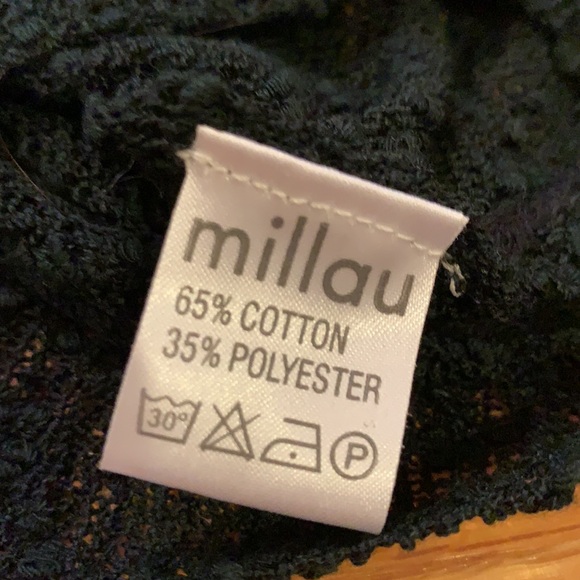 millau
65% COTTON
35% POLYESTER
30° P